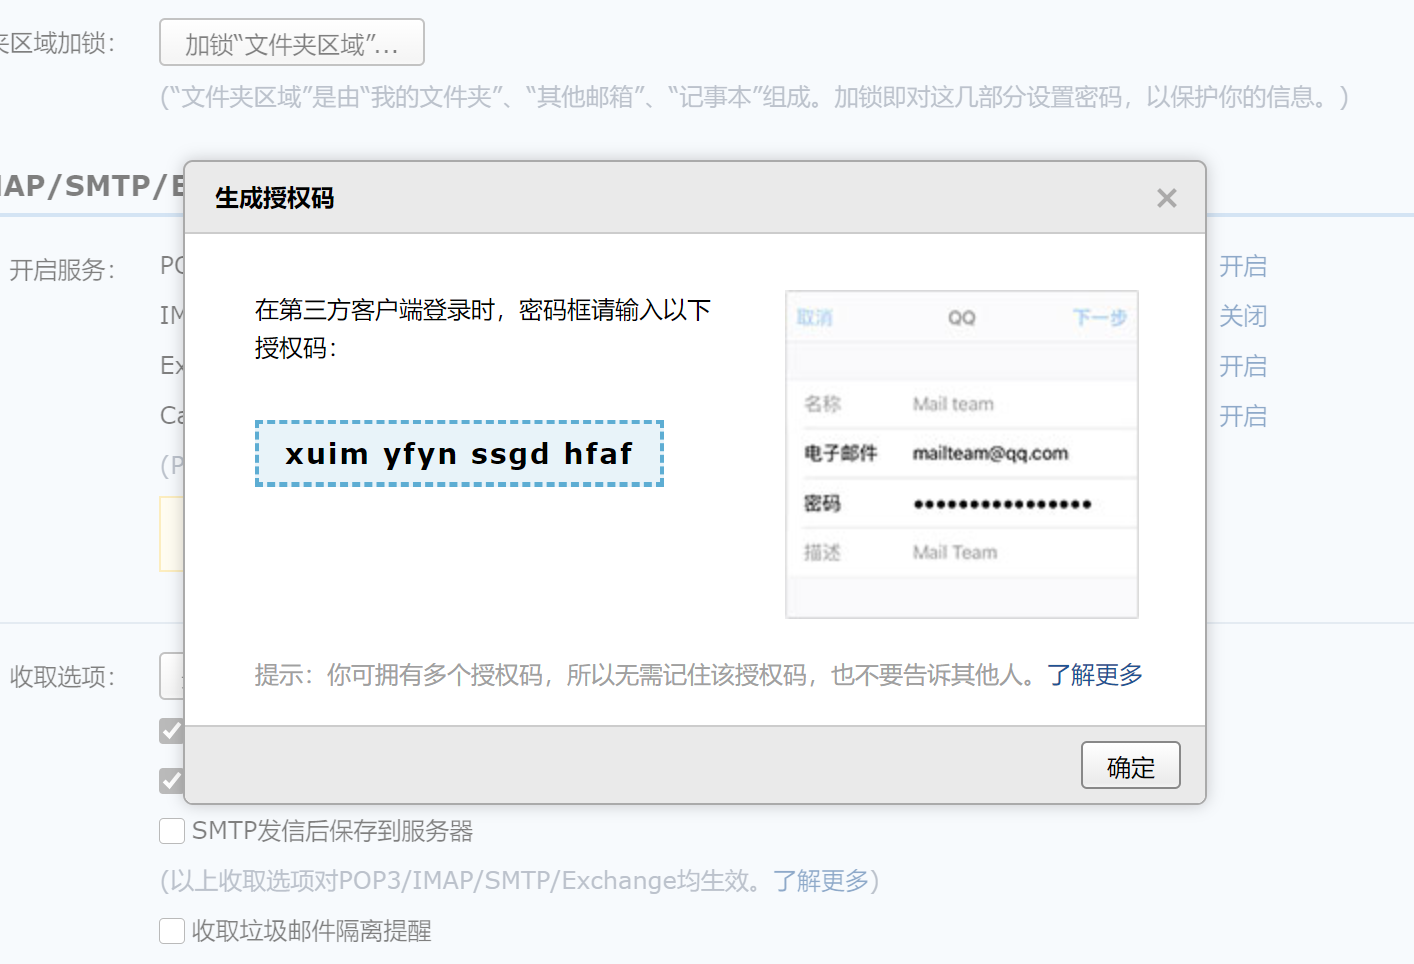 区域加锁：
加锁“文件夹区域”...
(“文件夹区域”是由“我的文件夹”、“其他邮箱”、“记事本”组成。加锁即对这几部分设置密码，以保护你的信息。)
AP/SMTP/E
生成授权码
开启服务：
PO
开启
IM
关闭
Ex
开启
Ca
开启
(P
在第三方客户端登录时，密码框请输入以下
授权码：
xuim yfyn ssgd hfaf
取消 QQ 下一步
名称 Mail team
电子邮件 mailteam@qq.com
密码 ●●●●●●●●●●●●●●●●
描述 Mail Team
提示：你可拥有多个授权码，所以无需记住该授权码，也不要告诉其他人。了解更多
收取选项：
确定
SMTP发信后保存到服务器
(以上收取选项对POP3/IMAP/SMTP/Exchange均生效。了解更多)
收取垃圾邮件隔离提醒